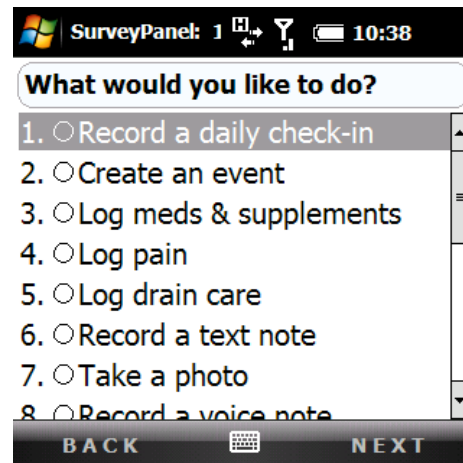 SurveyPanel: 1 H 10:38
What would you like to do?
1. Record a daily check-in
2. Create an event
3. Log meds & supplements
4. Log pain
5. Log drain care
6. Record a text note
7. Take a photo
8. Record a voice note
BACK NEXT